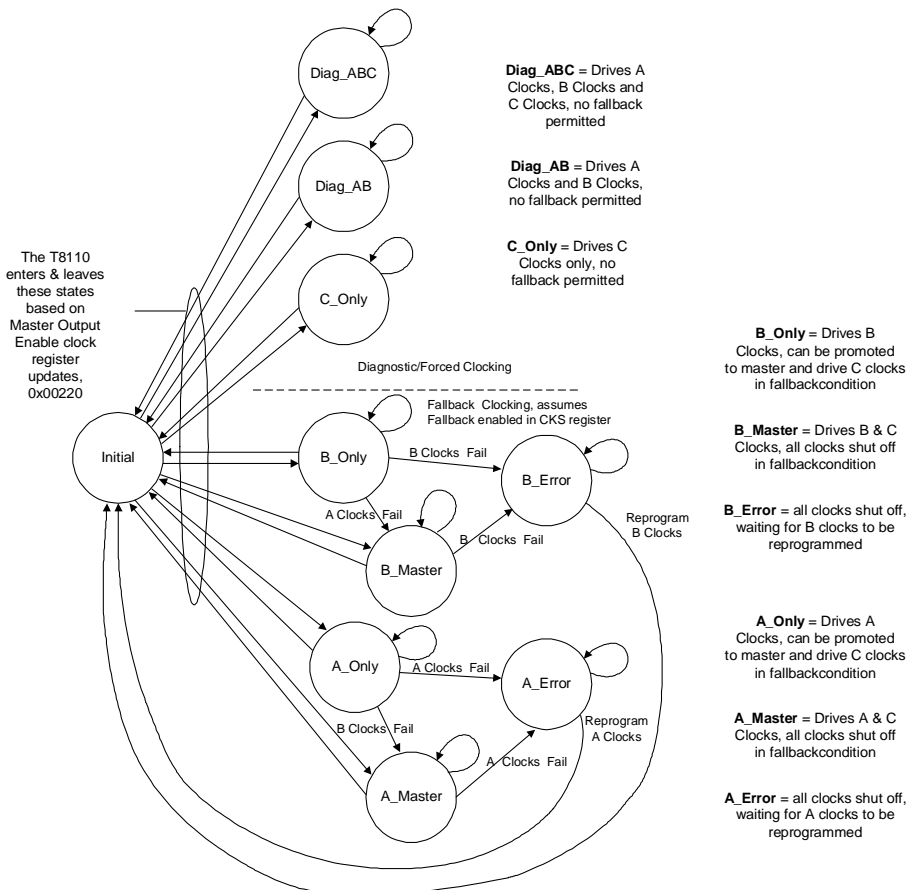 Diag_ABC
Diag_ABC = Drives A
Clocks, B Clocks and
C Clocks, no fallback
permitted
Diag_AB
Diag_AB = Drives A
Clocks and B Clocks,
no fallback permitted
C_Only
C_Only = Drives C
Clocks only, no
fallback permitted
The T8110
enters & leaves
these states
based on
Master Output
Enable clock
register
updates,
0x00220
Diagnostic/Forced Clocking
Fallback Clocking, assumes
Fallback enabled in CKS register
Initial
B_Only
B Clocks Fail
B_Error
A Clocks Fail
B_Master
B Clocks Fail
Reprogram
B Clocks
A_Only
A Clocks Fail
A_Error
B Clocks Fail
A_Master
A Clocks Fail
Reprogram
A Clocks
B_Only = Drives B
Clocks, can be promoted
to master and drive C clocks
in fallbackcondition
B_Master = Drives B & C
Clocks, all clocks shut off
in fallbackcondition
B_Error = all clocks shut off,
waiting for B clocks to be
reprogrammed
A_Only = Drives A
Clocks, can be promoted
to master and drive C clocks
in fallbackcondition
A_Master = Drives A & C
Clocks, all clocks shut off
in fallbackcondition
A_Error = all clocks shut off,
waiting for A clocks to be
reprogrammed